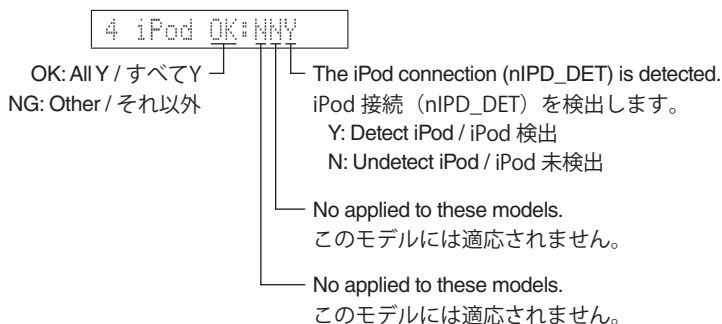 4 iPod OK:NNY
OK: All Y / すべてY
NG: Other / それ以外
The iPod connection (nIPD_DET) is detected.
iPod 接続（nIPD_DET）を検出します。
Y: Detect iPod / iPod 検出
N: Undetect iPod / iPod 未検出
No applied to these models.
このモデルには適応されません。
No applied to these models.
このモデルには適応されません。